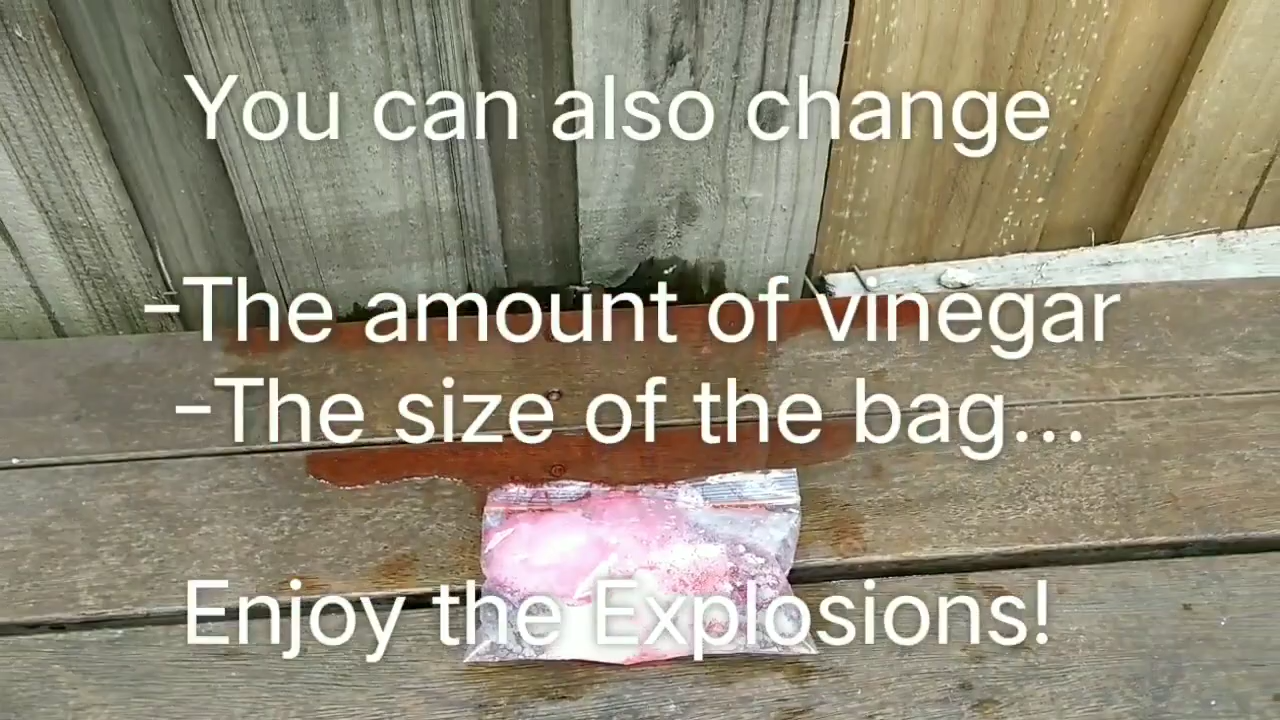 You can also change
-The amount of vinegar
-The size of the bag...
Enjoy the Explosions!